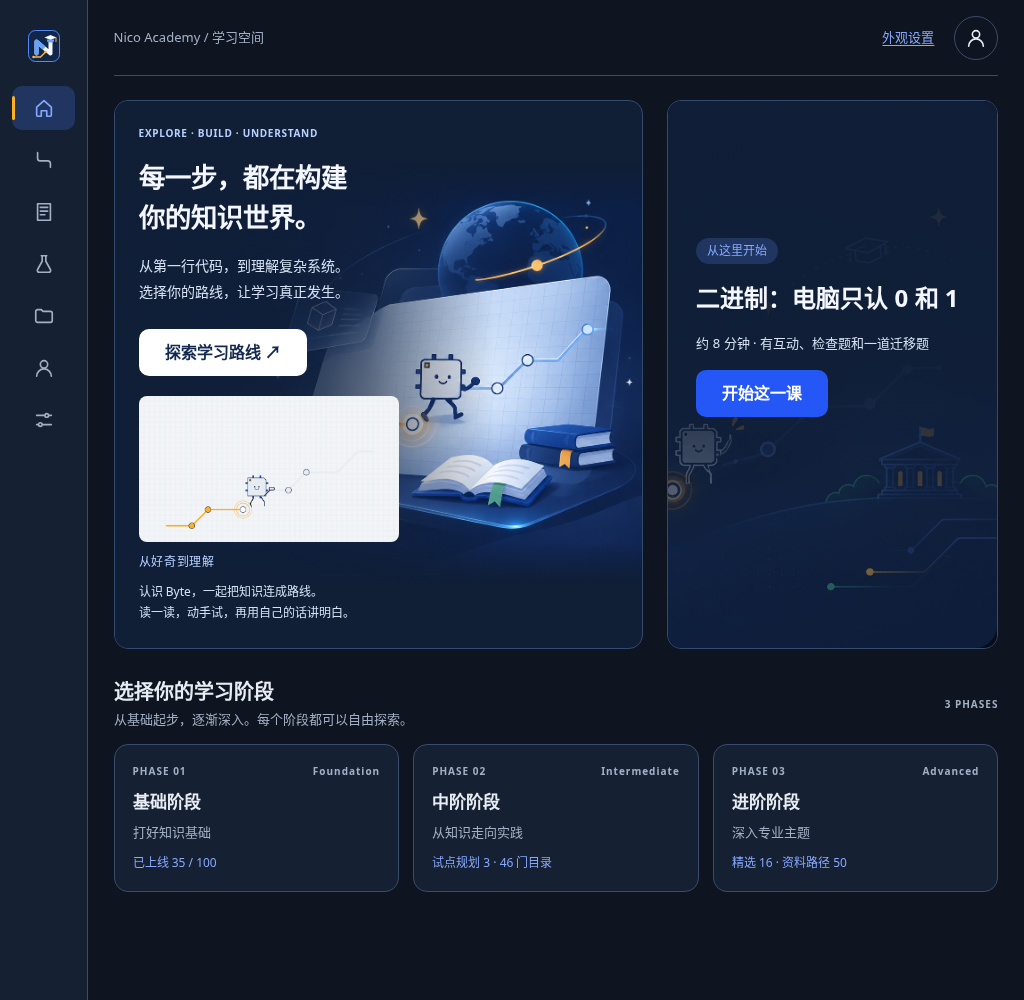 Nico Academy / 学习空间
外观设置
EXPLORE · BUILD · UNDERSTAND
每一步，都在构建
你的知识世界。
从第一行代码，到理解复杂系统。
选择你的路线，让学习真正发生。
探索学习路线 ↗
从好奇到理解
认识 Byte，一起把知识连成路线。
读一读，动手试，再用自己的话讲明白。
从这里开始
二进制：电脑只认 0 和 1
约 8 分钟 · 有互动、检查题和一道迁移题
开始这一课
选择你的学习阶段
从基础起步，逐渐深入。每个阶段都可以自由探索。
3 PHASES
PHASE 01
Foundation
基础阶段
打好知识基础
已上线 35 / 100
PHASE 02
Intermediate
中阶阶段
从知识走向实践
试点规划 3 · 46 门目录
PHASE 03
Advanced
进阶阶段
深入专业主题
精选 16 · 资料路径 50